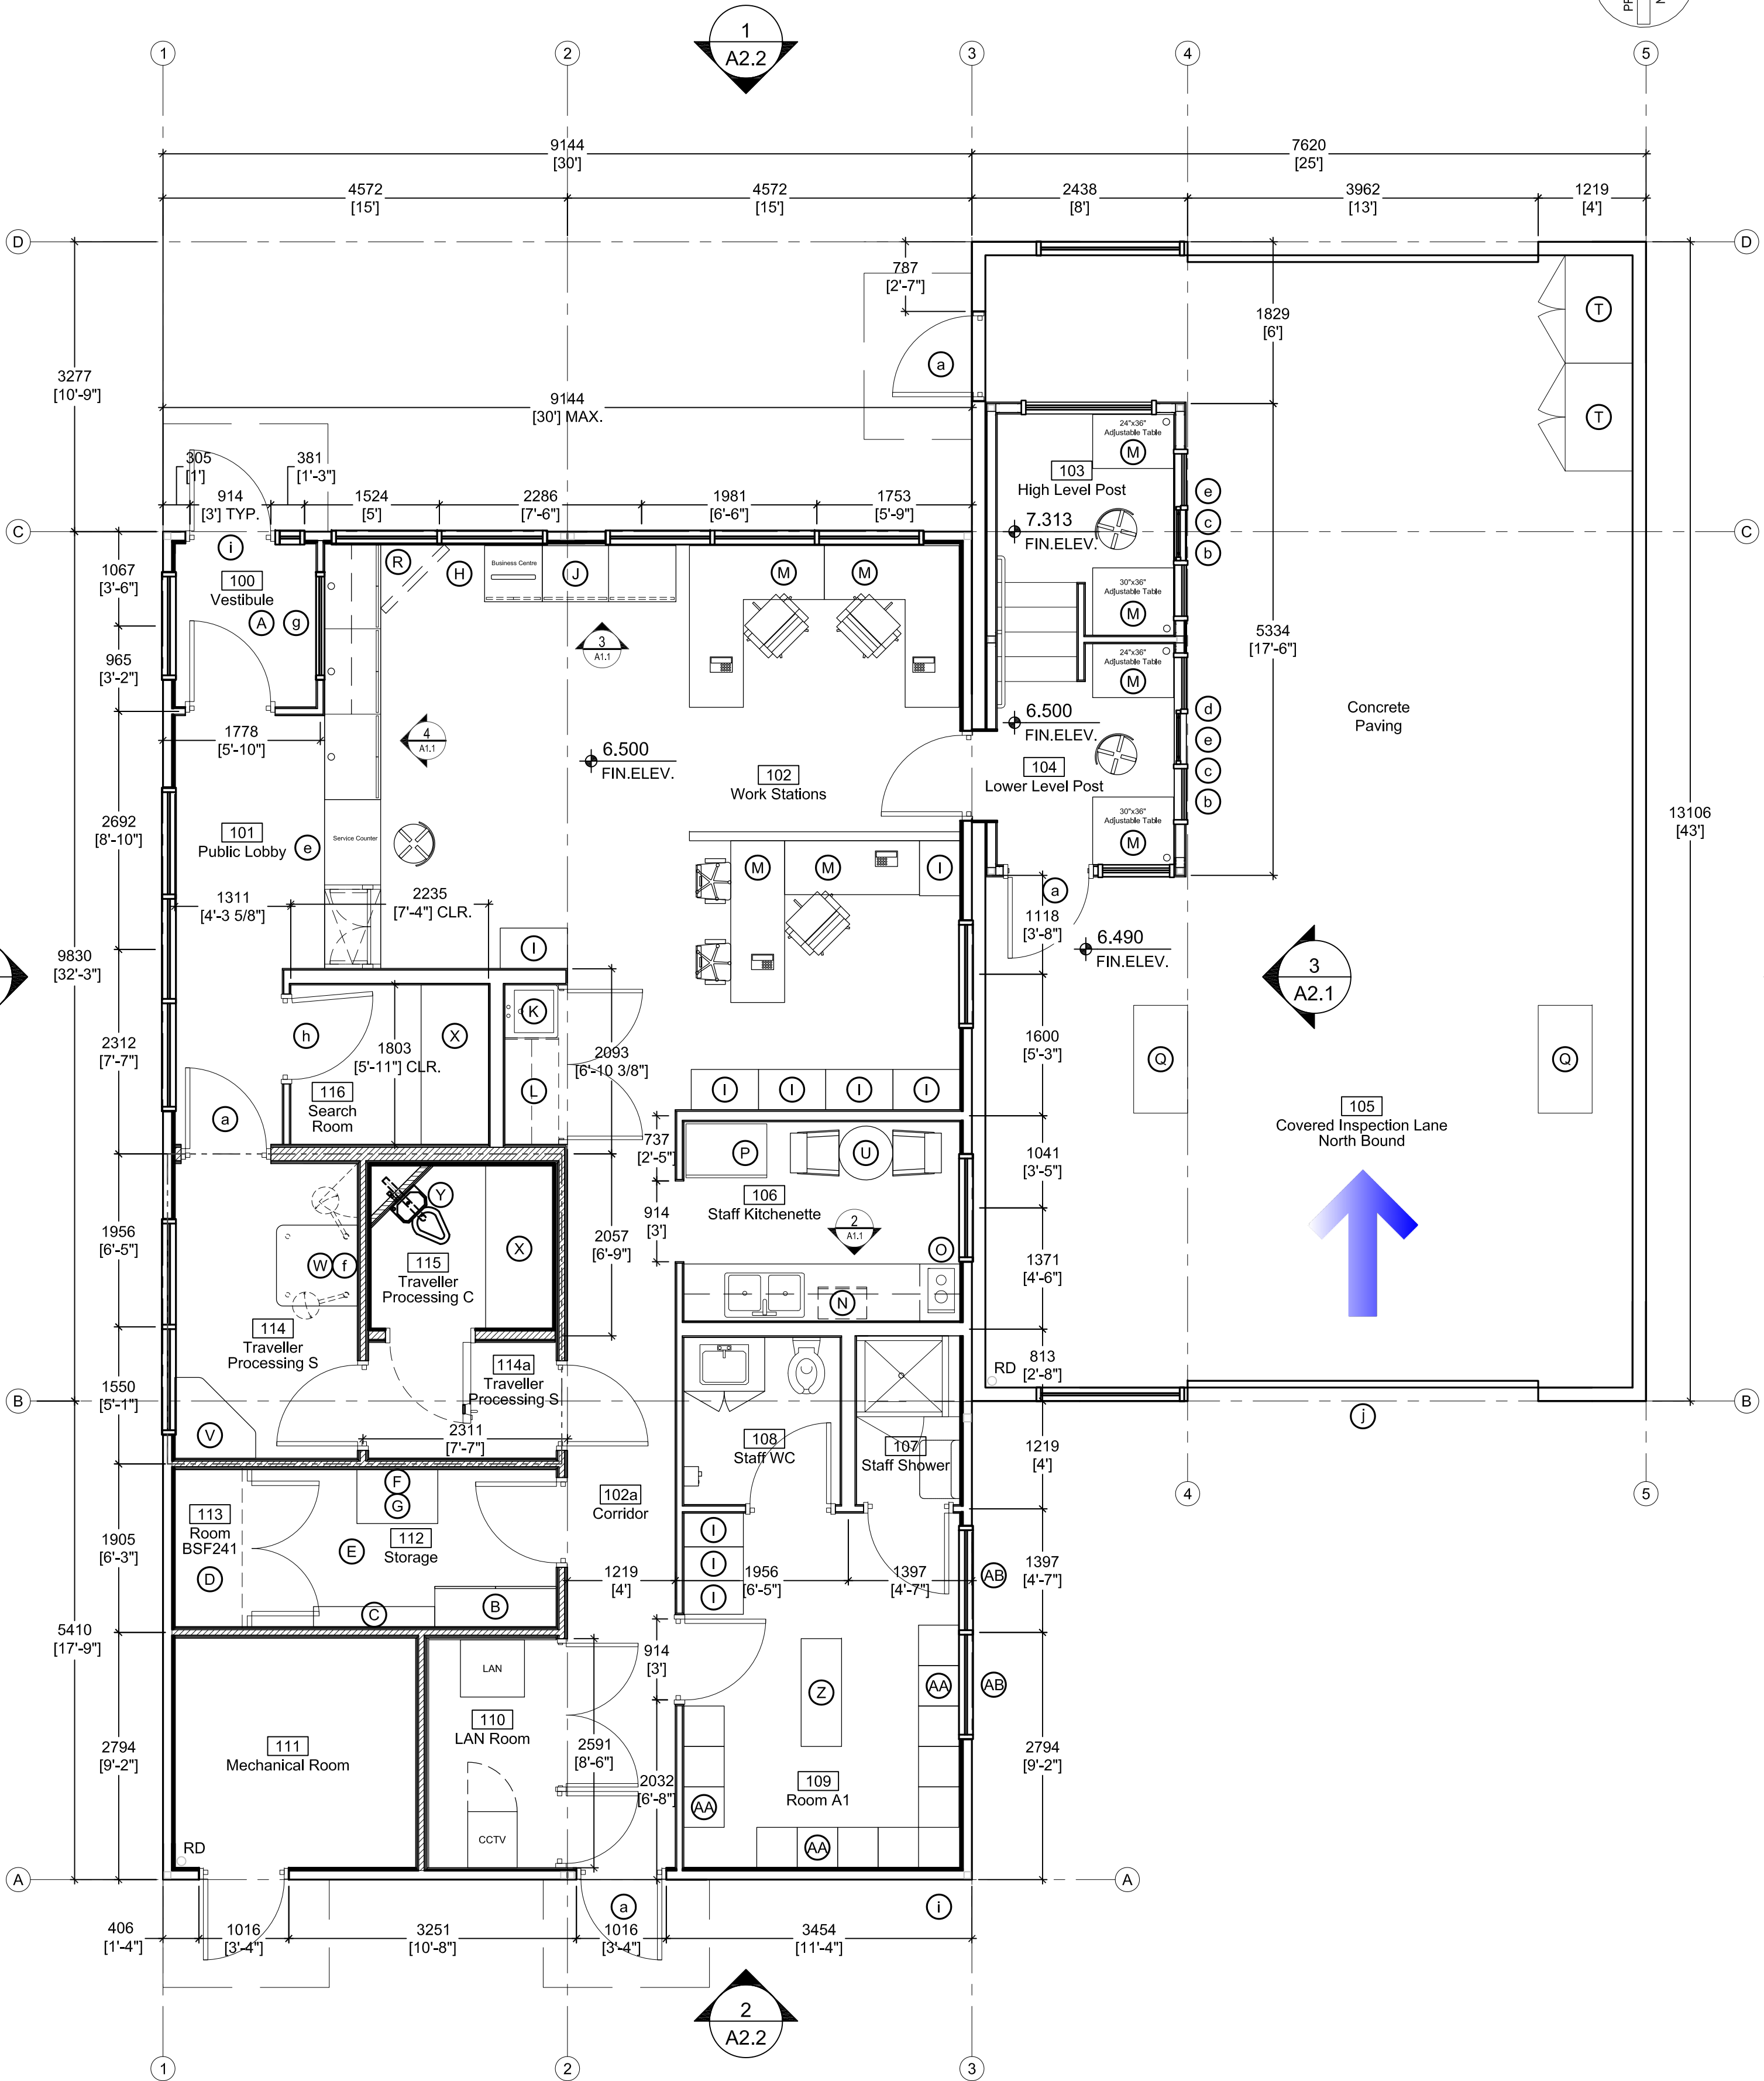 PR
N
1
A2.2
1
2
3
4
5
9144
[30']
7620
[25']
4572
[15']
4572
[15']
2438
[8']
3962
[13']
1219
[4']
D
D
787
[2'-7"]
1829
[6']
T
a
3277
[10'-9"]
9144
[30'] MAX.
T
24"x36"
Adjustable Table
M
103
High Level Post
305
[1']
381
[1'-3"]
914
[3'] TYP.
1524
[5']
2286
[7'-6"]
1981
[6'-6"]
1753
[5'-9"]
e
c
b
7.313
FIN.ELEV.
C
C
i
R
H
Business Centre
J
M
M
1067
[3'-6"]
100
Vestibule
A
g
30"x36"
Adjustable Table
M
3
A1.1
5334
[17'-6"]
965
[3'-2"]
24"x36"
Adjustable Table
M
6.500
FIN.ELEV.
d
e
c
b
Concrete
Paving
1778
[5'-10"]
4
A1.1
6.500
FIN.ELEV.
102
Work Stations
104
Lower Level Post
30"x36"
Adjustable Table
M
13106
[43']
2692
[8'-10"]
101
Public Lobby
e
Service Counter
M
M
I
a
1311
[4'-3 5/8"]
2235
[7'-4"] CLR.
1118
[3'-8"]
6.490
FIN.ELEV.
I
9830
[32'-3"]
3
A2.1
K
h
X
2312
[7'-7"]
1803
[5'-11"] CLR.
2093
[6'-10 3/8"]
1600
[5'-3"]
Q
Q
L
I
I
I
I
116
Search
Room
a
105
Covered Inspection Lane
North Bound
737
[2'-5"]
P
U
1041
[3'-5"]
Y
106
Staff Kitchenette
914
[3']
2
A1.1
1956
[6'-5"]
2057
[6'-9"]
X
O
W
f
115
Traveller
Processing C
1371
[4'-6"]
N
114
Traveller
Processing S
114a
Traveller
Processing S
RD
813
[2'-8"]
1550
[5'-1"]
B
B
j
V
2311
[7'-7"]
108
Staff WC
107
Staff Shower
1219
[4']
F
G
102a
Corridor
4
5
113
Room
BSF241
112
Storage
1905
[6'-3"]
E
D
I
I
I
1219
[4']
1956
[6'-5"]
1397
[4'-7"]
1397
[4'-7"]
AB
C
B
5410
[17'-9"]
914
[3']
LAN
Z
AA
AB
110
LAN Room
111
Mechanical Room
2794
[9'-2"]
2591
[8'-6"]
2794
[9'-2"]
2032
[6'-8"]
109
Room A1
AA
CCTV
AA
RD
A
A
a
i
406
[1'-4"]
1016
[3'-4"]
3251
[10'-8"]
1016
[3'-4"]
3454
[11'-4"]
2
A2.2
1
2
3